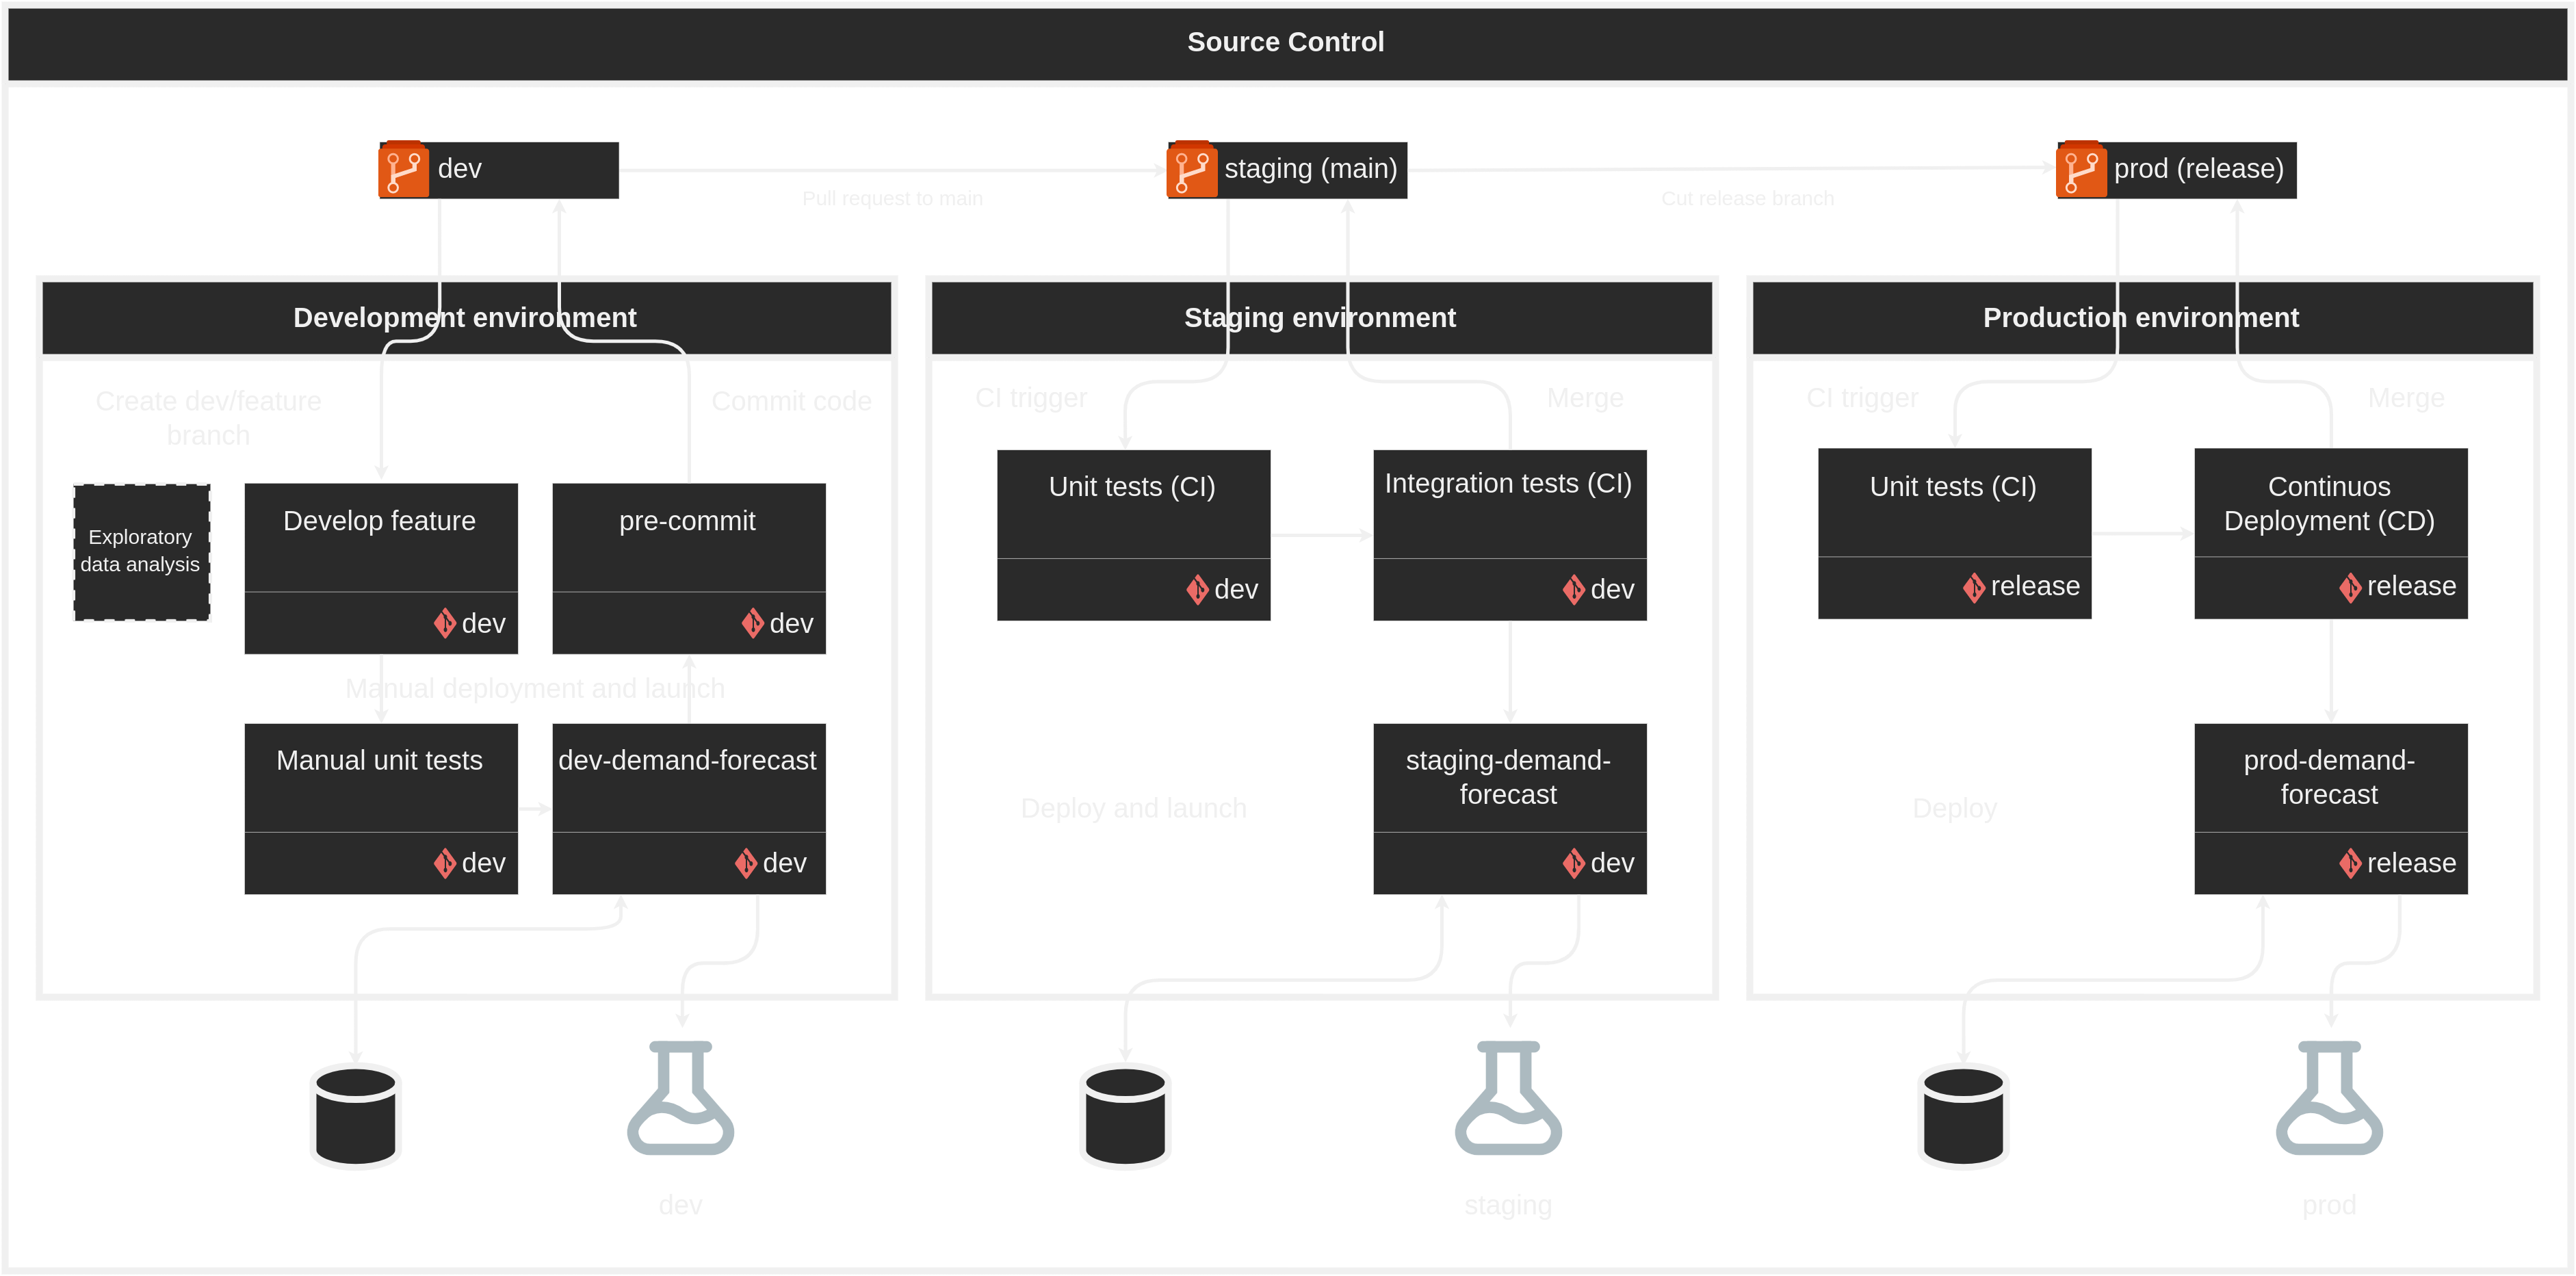 Source Control
dev
staging (main)
prod (release)
Pull request to main
Cut release branch
Development environment
Create dev/feature
branch
Commit code
Exploratory
data analysis
Develop feature
dev
pre-commit
dev
Manual deployment and launch
Manual unit tests
dev
dev-demand-forecast
dev
dev
Staging environment
CI trigger
Merge
Unit tests (CI)
dev
Integration tests (CI)
dev
Deploy and launch
staging-demand-
forecast
dev
staging
Production environment
CI trigger
Merge
Unit tests (CI)
release
Continuos
Deployment (CD)
release
Deploy
prod-demand-
forecast
release
prod